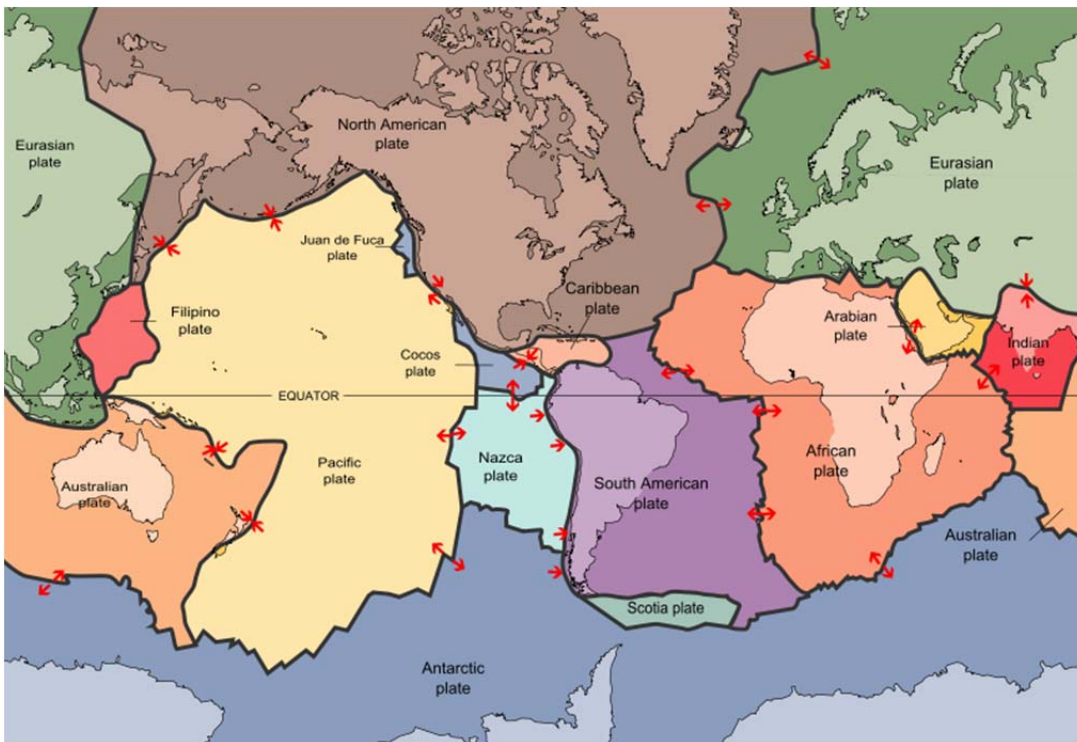 North American
plate
Eurasian
plate
Eurasian
plate
Juan de Fuca
plate
Caribbean
plate
Filipino
plate
Arabian
plate
Indian
plate
Cocos
plate
EQUATOR
Nazca
plate
African
plate
Pacific
plate
South American
plate
Australian
plate
Australian
plate
Scotia plate
Antarctic
plate